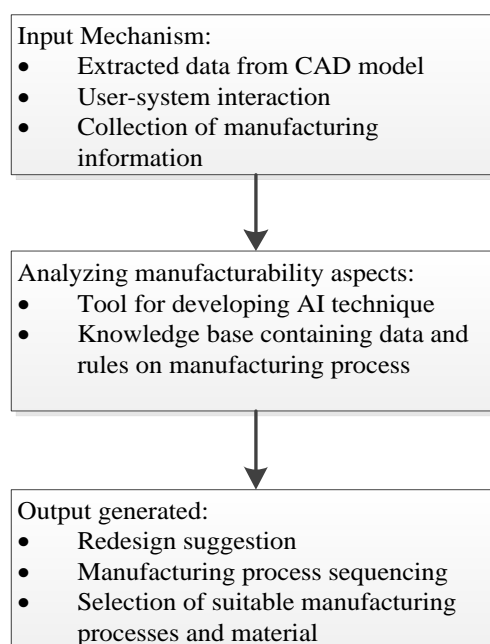 Input Mechanism:
• Extracted data from CAD model
• User-system interaction
• Collection of manufacturing
information
Analyzing manufacturability aspects:
• Tool for developing AI technique
• Knowledge base containing data and
rules on manufacturing process
Output generated:
• Redesign suggestion
• Manufacturing process sequencing
• Selection of suitable manufacturing
processes and material